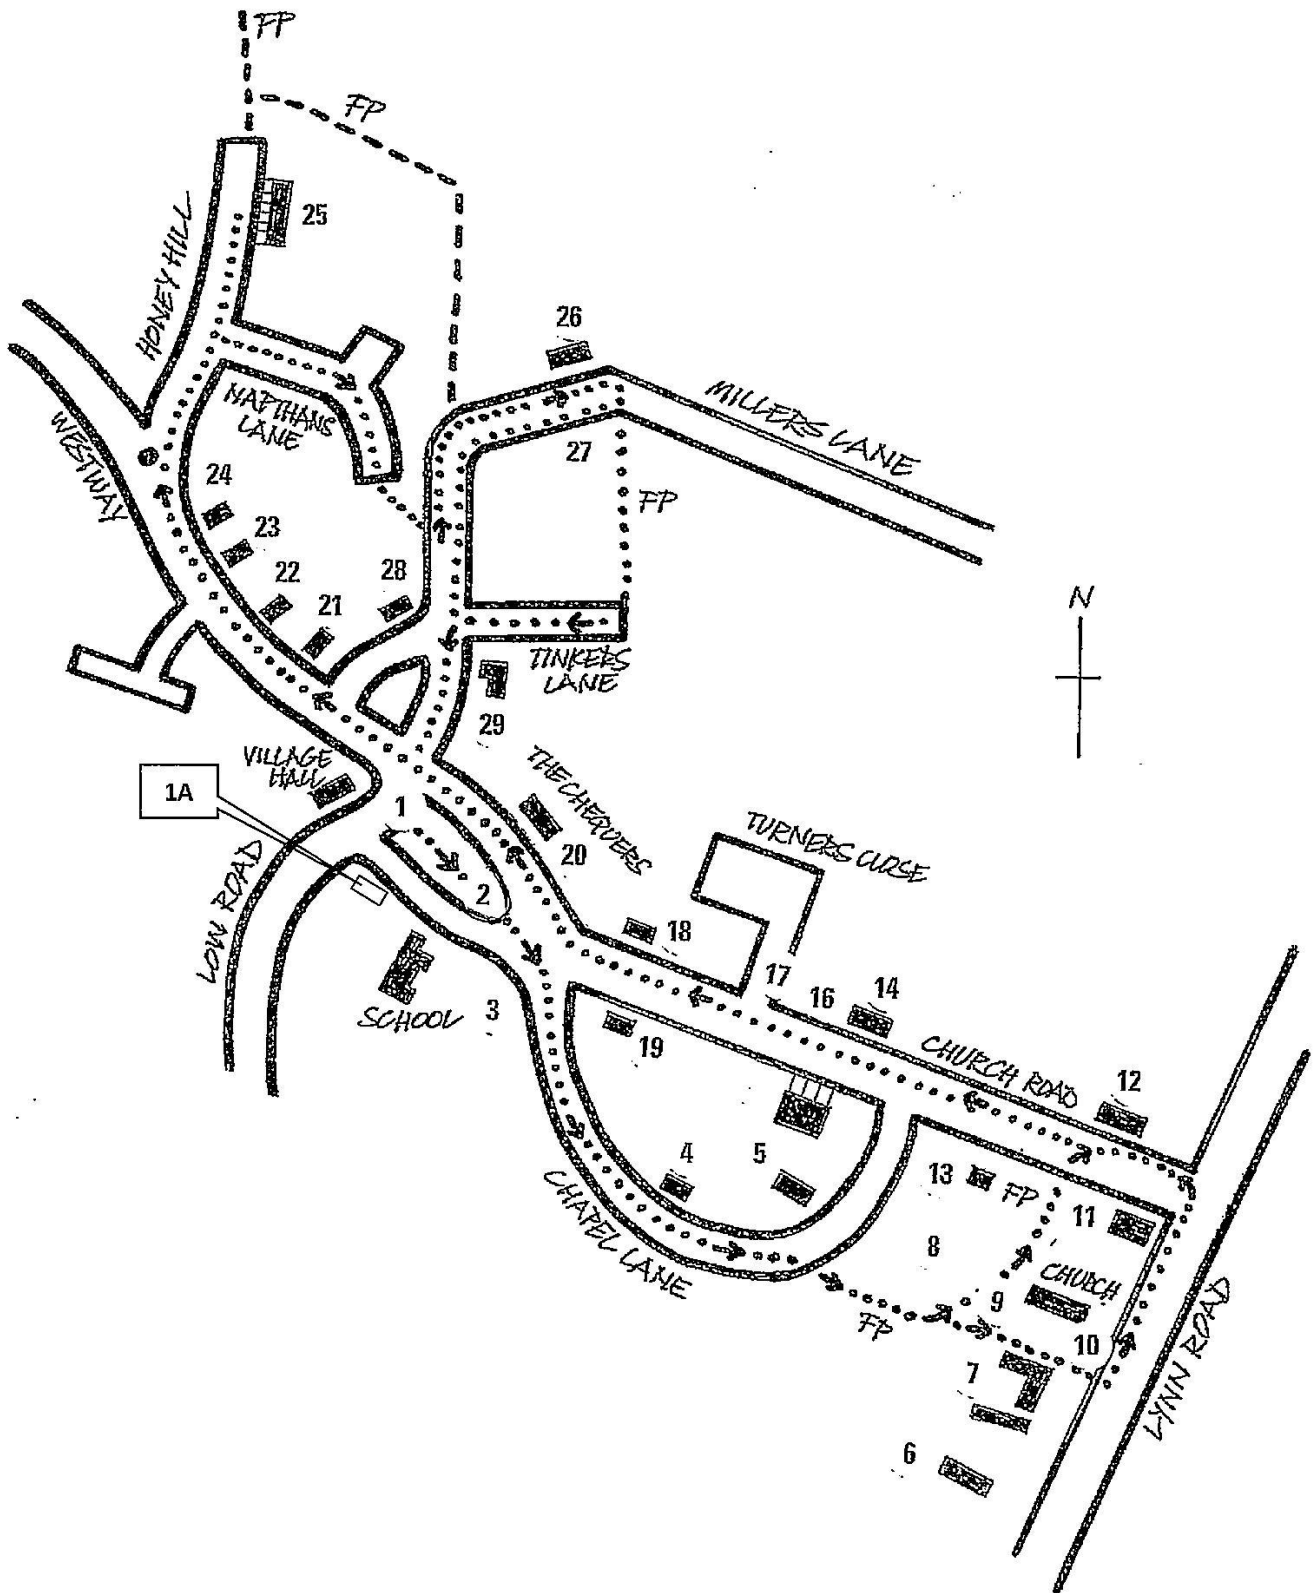 FP
FP
25
HONEY HILL
26
NAPTHANS
LANE
MILLERS LANE
WESTWAY
27
24
FP
23
22
28
21
N
TINKERS
LANE
29
VILLAGE
HALL
1A
1
THE CHEQUERS
20
TURNERS CLOSE
LOW ROAD
2
18
17
16
14
SCHOOL
3
19
CHURCH ROAD
12
4
5
13
FP
11
CHAPEL LANE
8
CHURCH
9
FP
10
7
LYNN ROAD
6